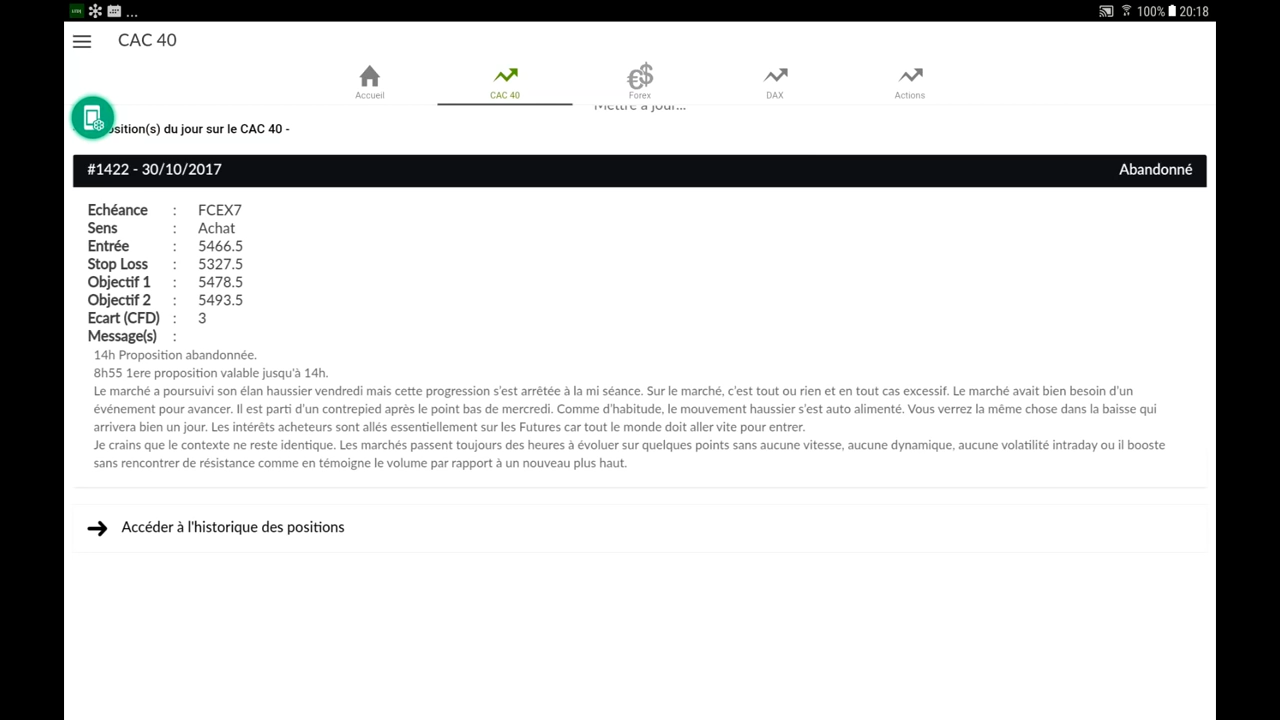 ... 100% 20:18
CAC 40
Accueil CAC 40 Forex DAX Actions
Mettre à jour...
sition(s) du jour sur le CAC 40 -
#1422 - 30/10/2017 Abandonné
Echéance : FCEX7
Sens : Achat
Entrée : 5466.5
Stop Loss : 5327.5
Objectif 1 : 5478.5
Objectif 2 : 5493.5
Ecart (CFD) : 3
Message(s) :
14h Proposition abandonnée.
8h55 1ere proposition valable jusqu'à 14h.
Le marché a poursuivi son élan haussier vendredi mais cette progression s'est arrêtée à la mi séance. Sur le marché, c'est tout ou rien et en tout cas excessif. Le marché avait bien besoin d'un
événement pour avancer. Il est parti d'un contrepied après le point bas de mercredi. Comme d'habitude, le mouvement haussier s'est auto alimenté. Vous verrez la même chose dans la baisse qui
arrivera bien un jour. Les intérêts acheteurs sont allés essentiellement sur les Futures car tout le monde doit aller vite pour entrer.
Je crains que le contexte ne reste identique. Les marchés passent toujours des heures à évoluer sur quelques points sans aucune vitesse, aucune dynamique, aucune volatilité intraday ou il booste
sans rencontrer de résistance comme en témoigne le volume par rapport à un nouveau plus haut.
Accéder à l'historique des positions